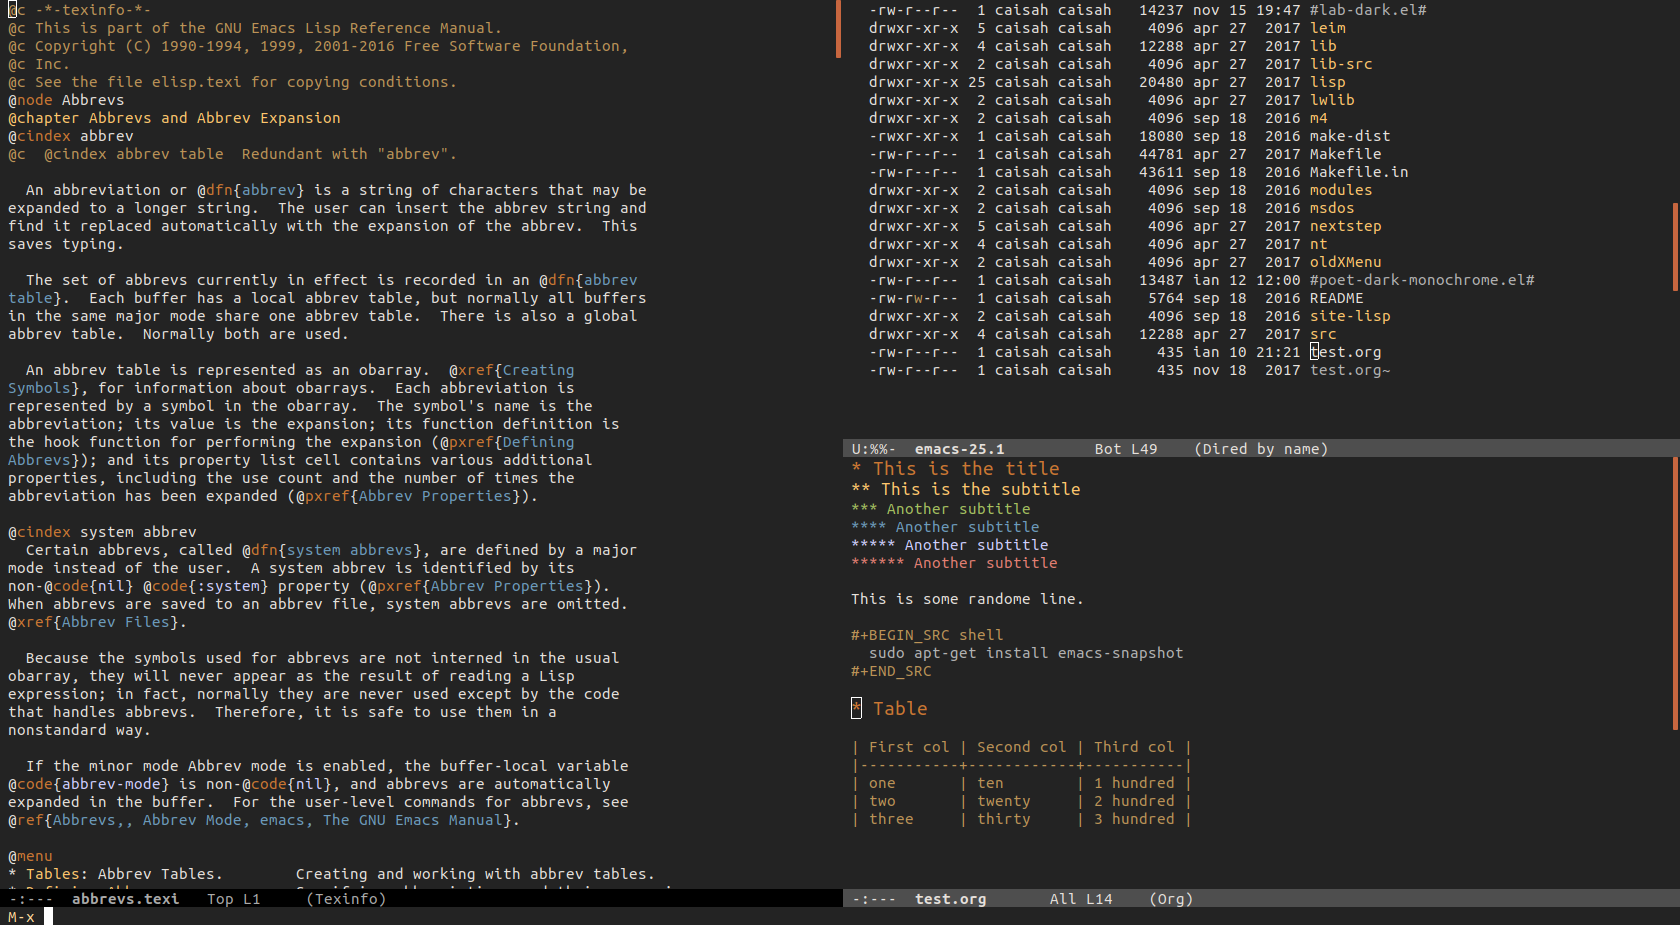 @c -*-texinfo-*-
@c This is part of the GNU Emacs Lisp Reference Manual.
@c Copyright (C) 1990-1994, 1999, 2001-2016 Free Software Foundation,
@c Inc.
@c See the file elisp.texi for copying conditions.
@node Abbrevs
@chapter Abbrevs and Abbrev Expansion
@cindex abbrev
@c  @cindex abbrev table  Redundant with "abbrev".
  An abbreviation or @dfn{abbrev} is a string of characters that may be
expanded to a longer string.  The user can insert the abbrev string and
find it replaced automatically with the expansion of the abbrev.  This
saves typing.
  The set of abbrevs currently in effect is recorded in an @dfn{abbrev
table}.  Each buffer has a local abbrev table, but normally all buffers
in the same major mode share one abbrev table.  There is also a global
abbrev table.  Normally both are used.
  An abbrev table is represented as an obarray.  @xref{Creating
Symbols}, for information about obarrays.  Each abbreviation is
represented by a symbol in the obarray.  The symbol's name is the
abbreviation; its value is the expansion; its function definition is
the hook function for performing the expansion (@pxref{Defining
Abbrevs}); and its property list cell contains various additional
properties, including the use count and the number of times the
abbreviation has been expanded (@pxref{Abbrev Properties}).
@cindex system abbrev
  Certain abbrevs, called @dfn{system abbrevs}, are defined by a major
mode instead of the user.  A system abbrev is identified by its
non-@code{nil} @code{:system} property (@pxref{Abbrev Properties}).
When abbrevs are saved to an abbrev file, system abbrevs are omitted.
@xref{Abbrev Files}.
  Because the symbols used for abbrevs are not interned in the usual
obarray, they will never appear as the result of reading a Lisp
expression; in fact, normally they are never used except by the code
that handles abbrevs.  Therefore, it is safe to use them in a
nonstandard way.
  If the minor mode Abbrev mode is enabled, the buffer-local variable
@code{abbrev-mode} is non-@code{nil}, and abbrevs are automatically
expanded in the buffer.  For the user-level commands for abbrevs, see
@ref{Abbrevs,, Abbrev Mode, emacs, The GNU Emacs Manual}.
@menu
* Tables: Abbrev Tables.        Creating and working with abbrev tables.
-:---  abbrevs.texi   Top L1     (Texinfo)
M-x
-rw-r--r--  1 caisah caisah   14237 nov 15 19:47 #lab-dark.el#
drwxr-xr-x  5 caisah caisah    4096 apr 27  2017 leim
drwxr-xr-x  4 caisah caisah   12288 apr 27  2017 lib
drwxr-xr-x  2 caisah caisah    4096 apr 27  2017 lib-src
drwxr-xr-x 25 caisah caisah   20480 apr 27  2017 lisp
drwxr-xr-x  2 caisah caisah    4096 apr 27  2017 lwlib
drwxr-xr-x  2 caisah caisah    4096 sep 18  2016 m4
-rwxr-xr-x  1 caisah caisah   18080 sep 18  2016 make-dist
-rw-r--r--  1 caisah caisah   44781 apr 27  2017 Makefile
-rw-r--r--  1 caisah caisah   43611 sep 18  2016 Makefile.in
drwxr-xr-x  2 caisah caisah    4096 sep 18  2016 modules
drwxr-xr-x  2 caisah caisah    4096 sep 18  2016 msdos
drwxr-xr-x  5 caisah caisah    4096 apr 27  2017 nextstep
drwxr-xr-x  4 caisah caisah    4096 apr 27  2017 nt
drwxr-xr-x  2 caisah caisah    4096 apr 27  2017 oldXMenu
-rw-r--r--  1 caisah caisah   13487 ian 12 12:00 #poet-dark-monochrome.el#
-rw-r-rw--  1 caisah caisah    5764 sep 18  2016 README
drwxr-xr-x  2 caisah caisah    4096 sep 18  2016 site-lisp
drwxr-xr-x  4 caisah caisah   12288 apr 27  2017 src
-rw-r--r--  1 caisah caisah     435 ian 10 21:21 test.org
-rw-r--r--  1 caisah caisah     435 nov 18  2017 test.org~
U:%%-  emacs-25.1          Bot L49    (Dired by name)
* This is the title
** This is the subtitle
*** Another subtitle
**** Another subtitle
***** Another subtitle
****** Another subtitle
This is some randome line.
#+BEGIN_SRC shell
  sudo apt-get install emacs-snapshot
#+END_SRC
* Table
| First col | Second col | Third col |
|-----------+------------+-----------|
| one       | ten        | 1 hundred |
| two       | twenty     | 2 hundred |
| three     | thirty     | 3 hundred |
-:---  test.org       All L14    (Org)